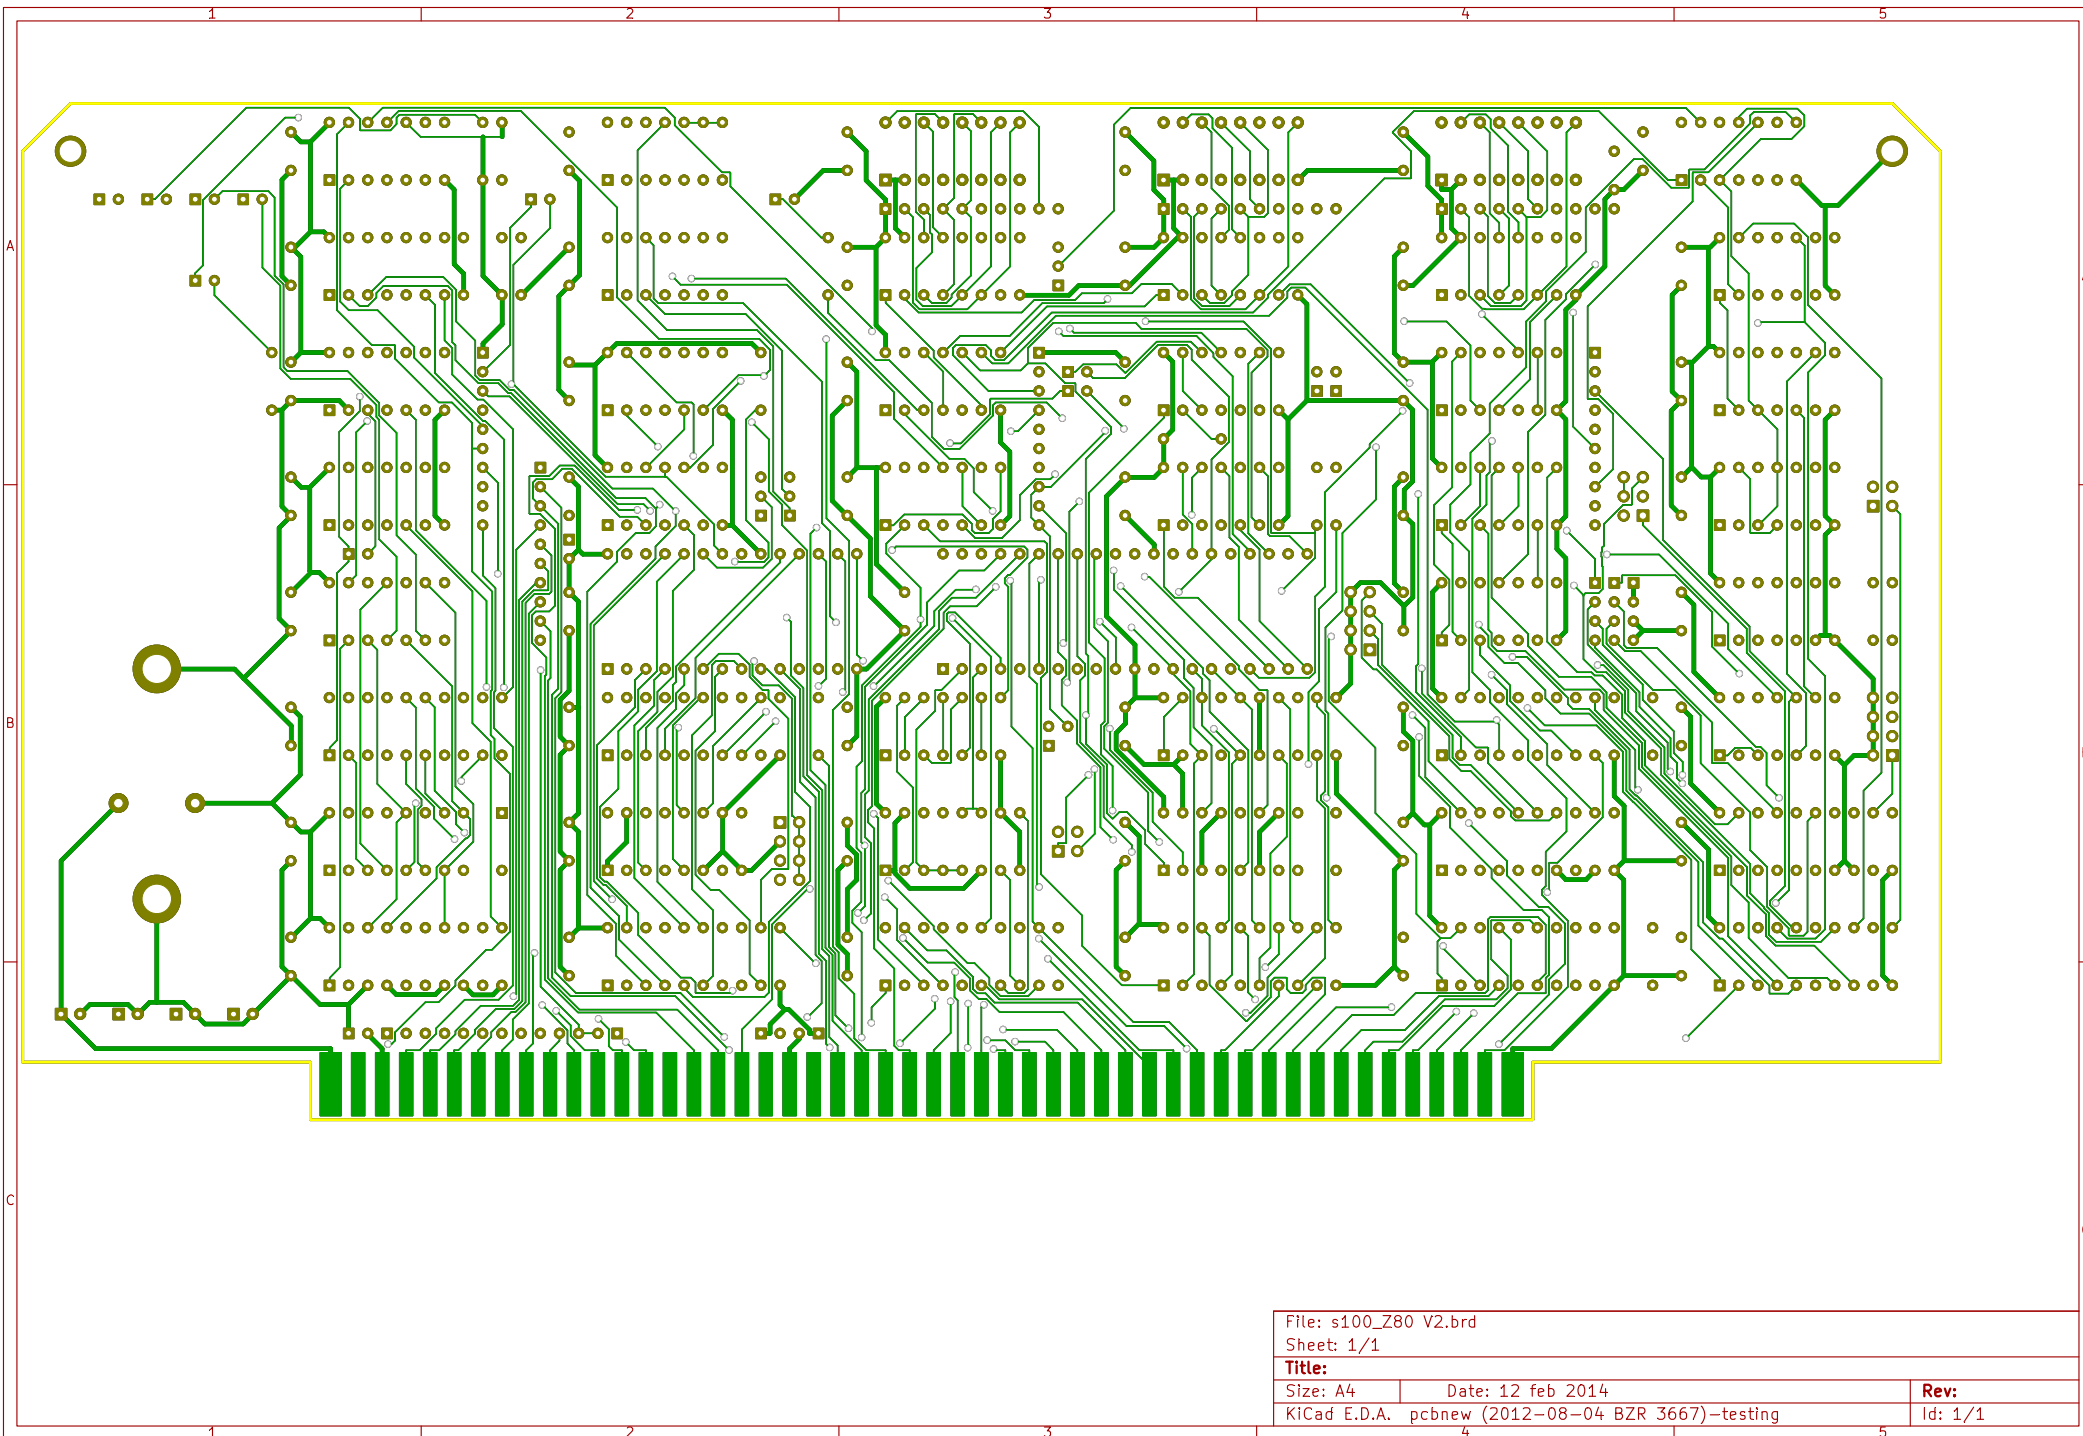 1 2 3 4 5
A
B
C
File: s100_Z80 V2.brd
Sheet: 1/1
Title:
Size: A4 Date: 12 feb 2014 Rev:
KiCad E.D.A. pcbnew (2012-08-04 BZR 3667)-testing Id: 1/1
1 2 3 4 5